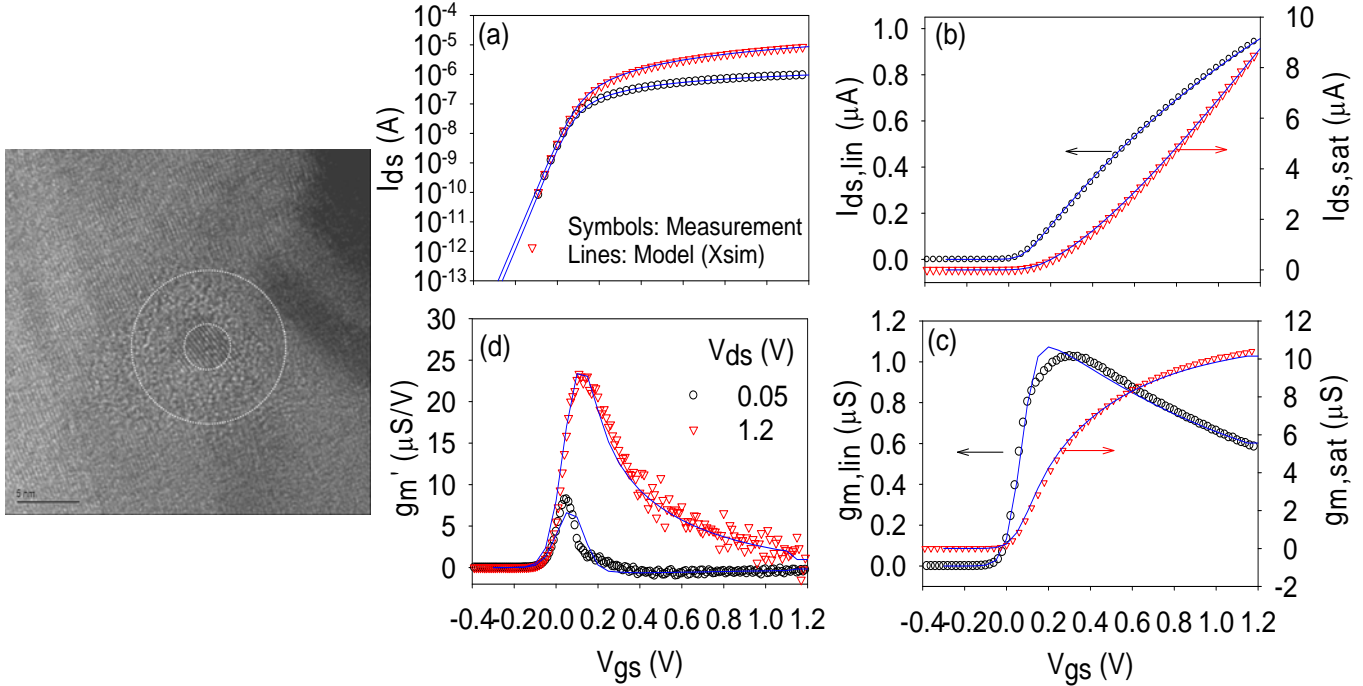 5 nm
(a)
10-4
10-5
10-6
10-7
10-8
10-9
10-10
10-11
10-12
10-13
Ids (A)
Symbols: Measurement
Lines: Model (Xsim)
(b)
1.0
0.8
0.6
0.4
0.2
0.0
Ids,lin (μA)
10
8
6
4
2
0
Ids,sat (μA)
(d)
30
25
20
15
10
5
0
gm' (μS/V)
Vds (V)
0.05
1.2
-0.4 -0.2 0.0 0.2 0.4 0.6 0.8 1.0 1.2
Vgs (V)
(c)
1.2
1.0
0.8
0.6
0.4
0.2
0.0
gm,lin (μS)
12
10
8
6
4
2
0
-2
gm,sat (μS)
-0.4 -0.2 0.0 0.2 0.4 0.6 0.8 1.0 1.2
Vgs (V)